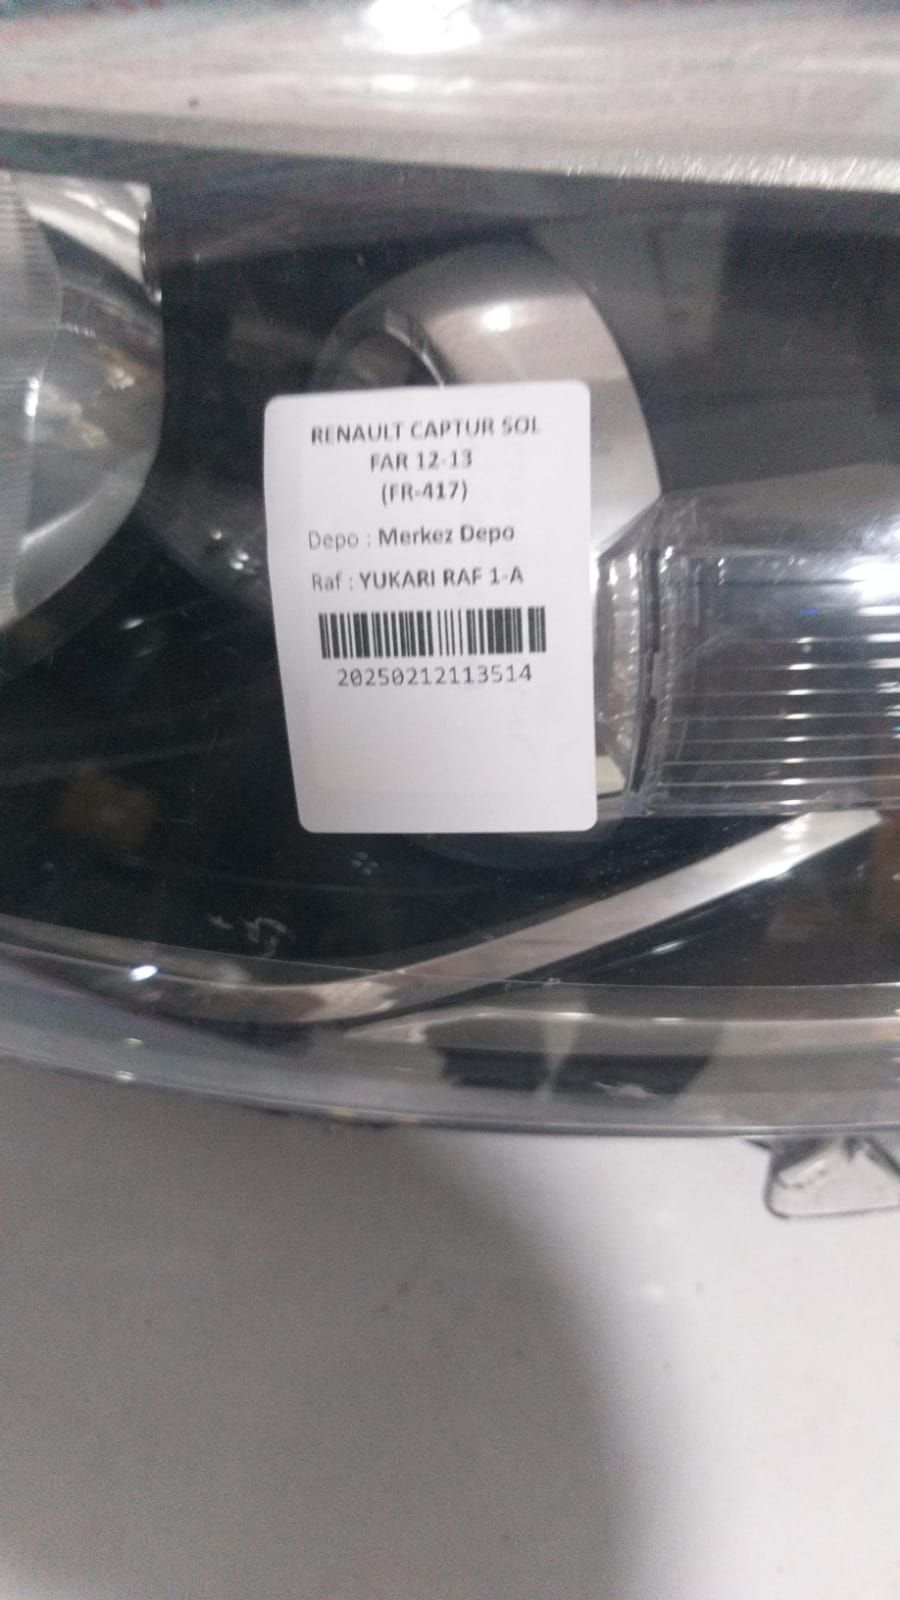 RENAULT CAPTUR SOL
FAR 12-13
(FR-417)
Depo : Merkez Depo
Raf : YUKARI RAF 1-A
20250212113514